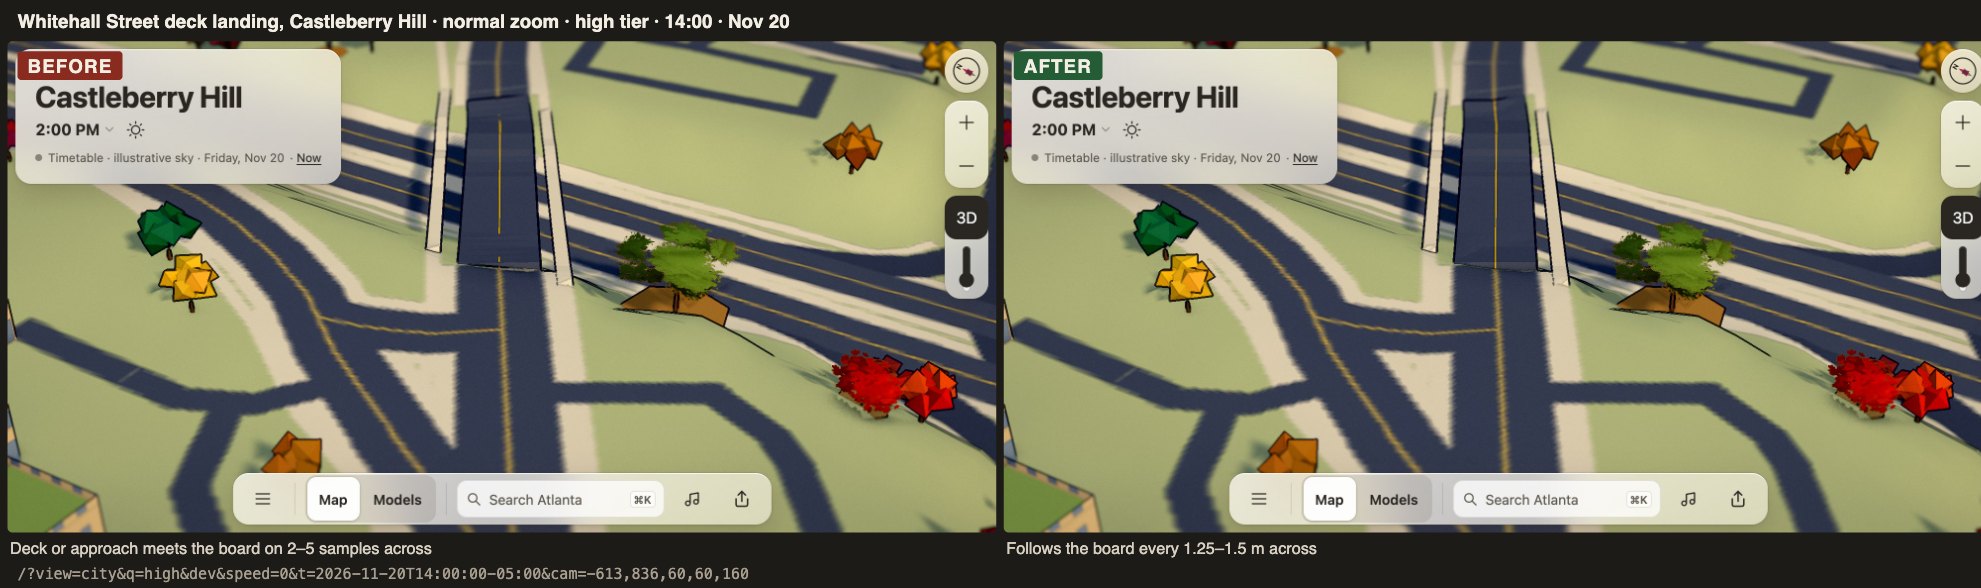 Whitehall Street deck landing, Castleberry Hill · normal zoom · high tier · 14:00 · Nov 20
BEFORE
Castleberry Hill
2:00 PM
Timetable · illustrative sky · Friday, Nov 20 · Now
N
+
−
3D
Map
Models
Search Atlanta
⌘K
Deck or approach meets the board on 2–5 samples across
AFTER
Castleberry Hill
2:00 PM
Timetable · illustrative sky · Friday, Nov 20 · Now
N
+
−
3D
Map
Models
Search Atlanta
⌘K
Follows the board every 1.25–1.5 m across
/?view=city&q=high&dev&speed=0&t=2026-11-20T14:00:00-05:00&cam=-613,836,60,60,160